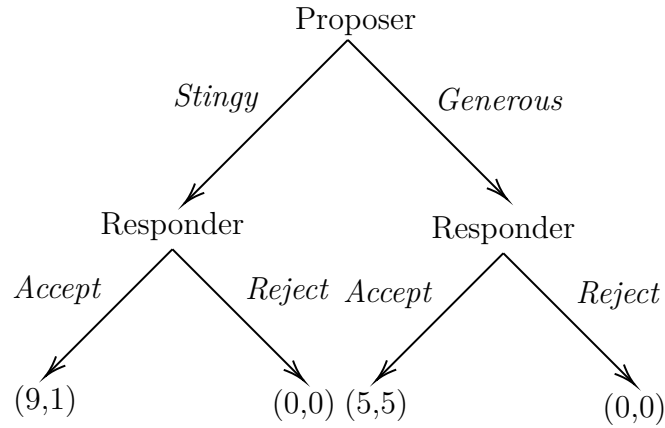 Proposer
Stingy Generous
Responder Responder
Accept Reject Accept Reject
(9,1) (0,0) (5,5) (0,0)